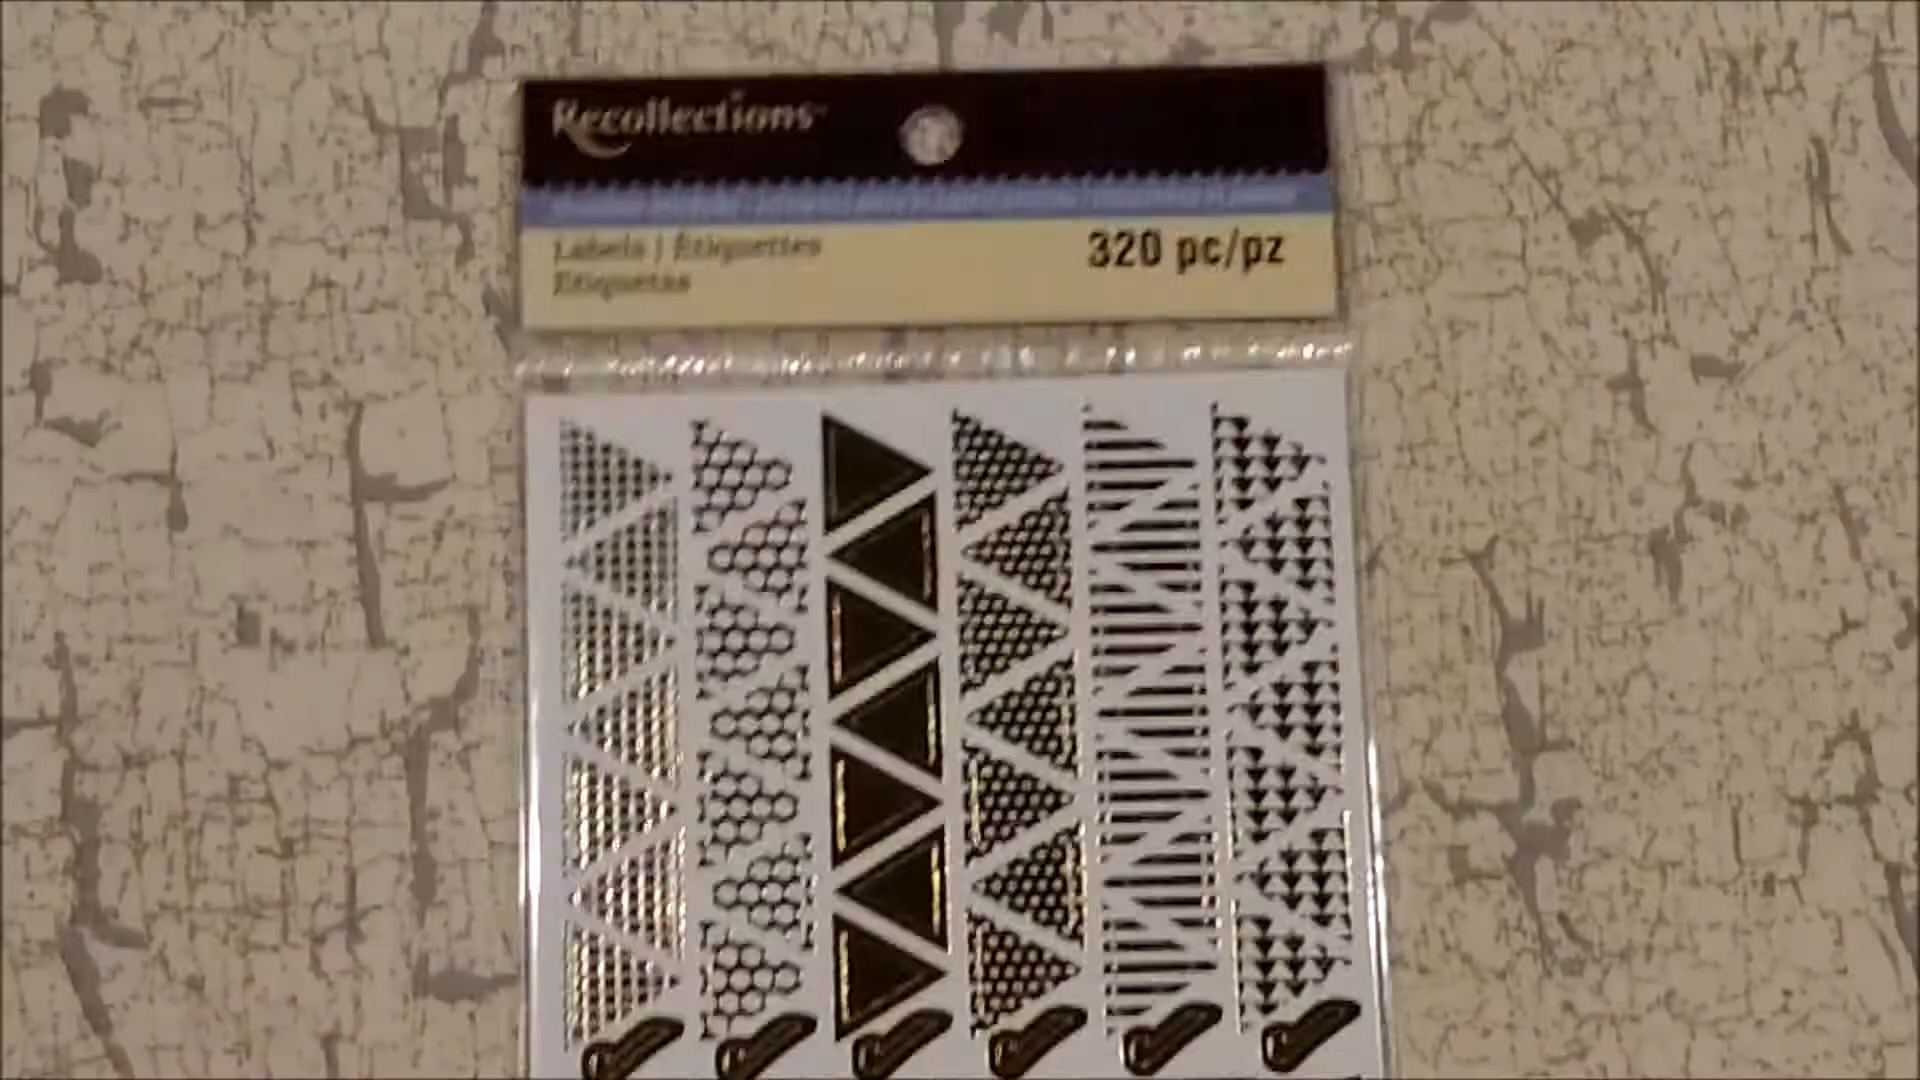 Recollections
Labels | Étiquettes
Etiquetas
320 pc/pz